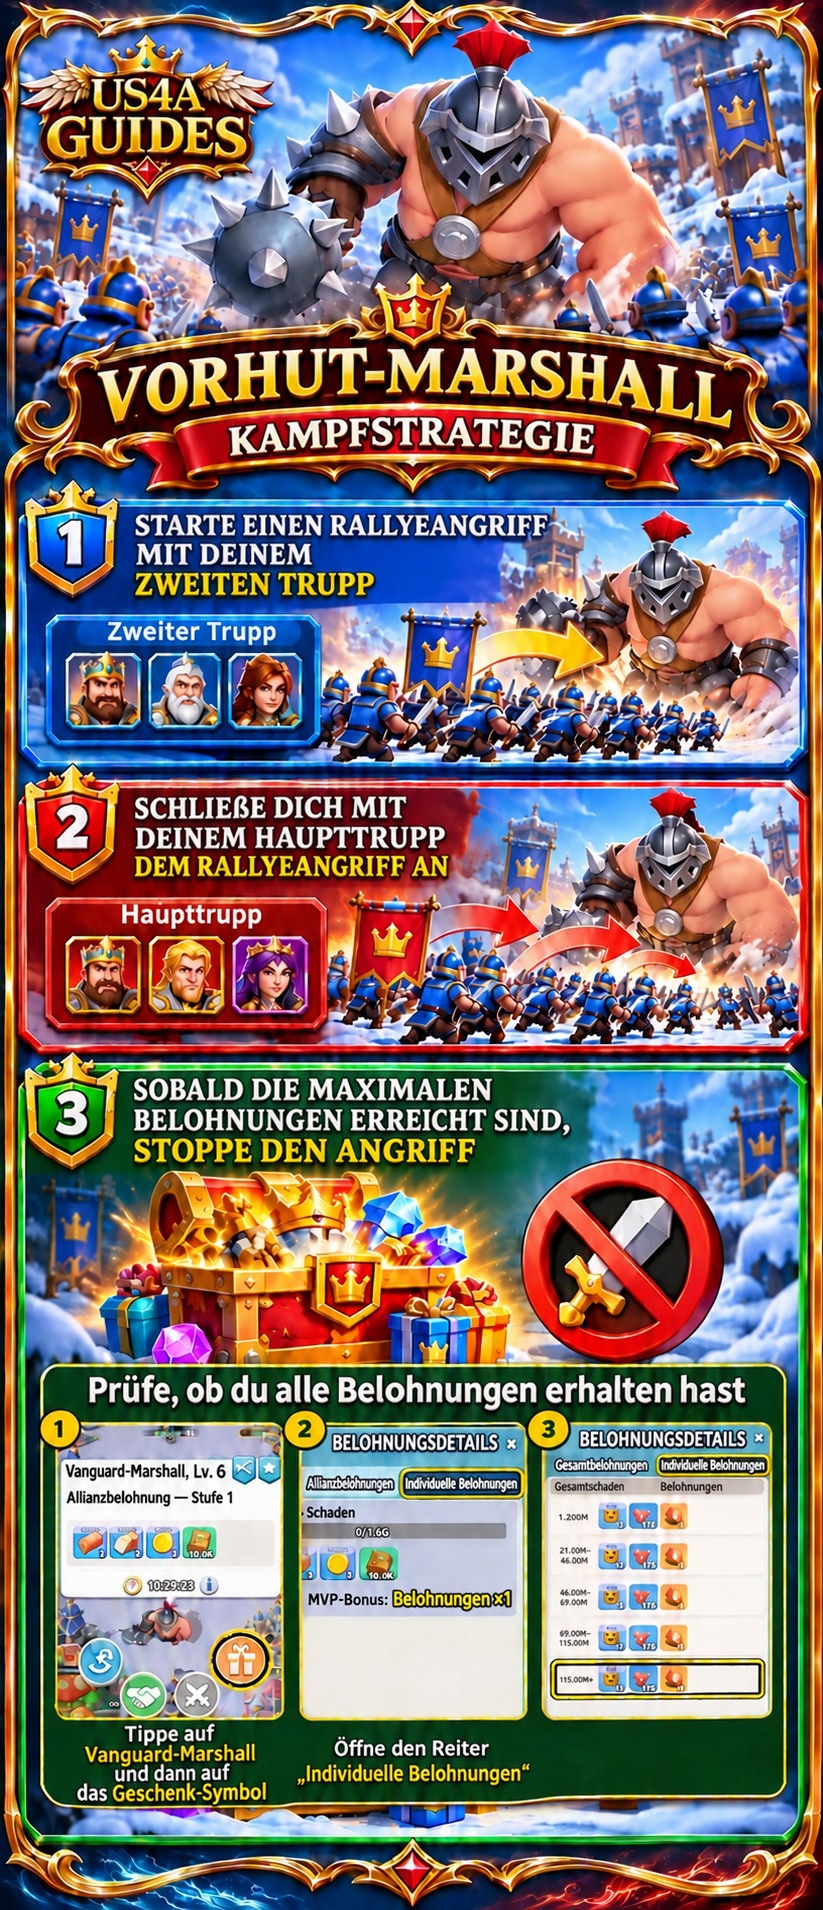 US4A
GUIDES
VORHUT-MARSHALL
KAMPFSTRATEGIE
1
STARTE EINEN RALLYEANGRIFF
MIT DEINEM
ZWEITEN TRUPP
Zweiter Trupp
2
SCHLIEẞE DICH MIT
DEINEM HAUPTTRUPP
DEM RALLYEANGRIFF AN
Haupttrupp
3
SOBALD DIE MAXIMALEN
BELOHNUNGEN ERREICHT SIND,
STOPPE DEN ANGRIFF
Prüfe, ob du alle Belohnungen erhalten hast
1
Vanguard-Marshall, Lv. 6
Allianzbelohnung — Stufe 1
10.0K
10:29:23
Tippe auf
Vanguard-Marshall
und dann auf
das Geschenk-Symbol
2
BELOHNUNGSDETAILS ×
Allianzbelohnungen Individuelle Belohnungen
Schaden
0/1.6G
10.0K
MVP-Bonus: Belohnungen ×1
Öffne den Reiter
„Individuelle Belohnungen“
3
BELOHNUNGSDETAILS ×
Gesamtbelohnungen Individuelle Belohnungen
Gesamtschaden Belohnungen
1.200M
21.00M–
46.00M
46.00M–
69.00M
69.00M–
115.00M
115.00M+